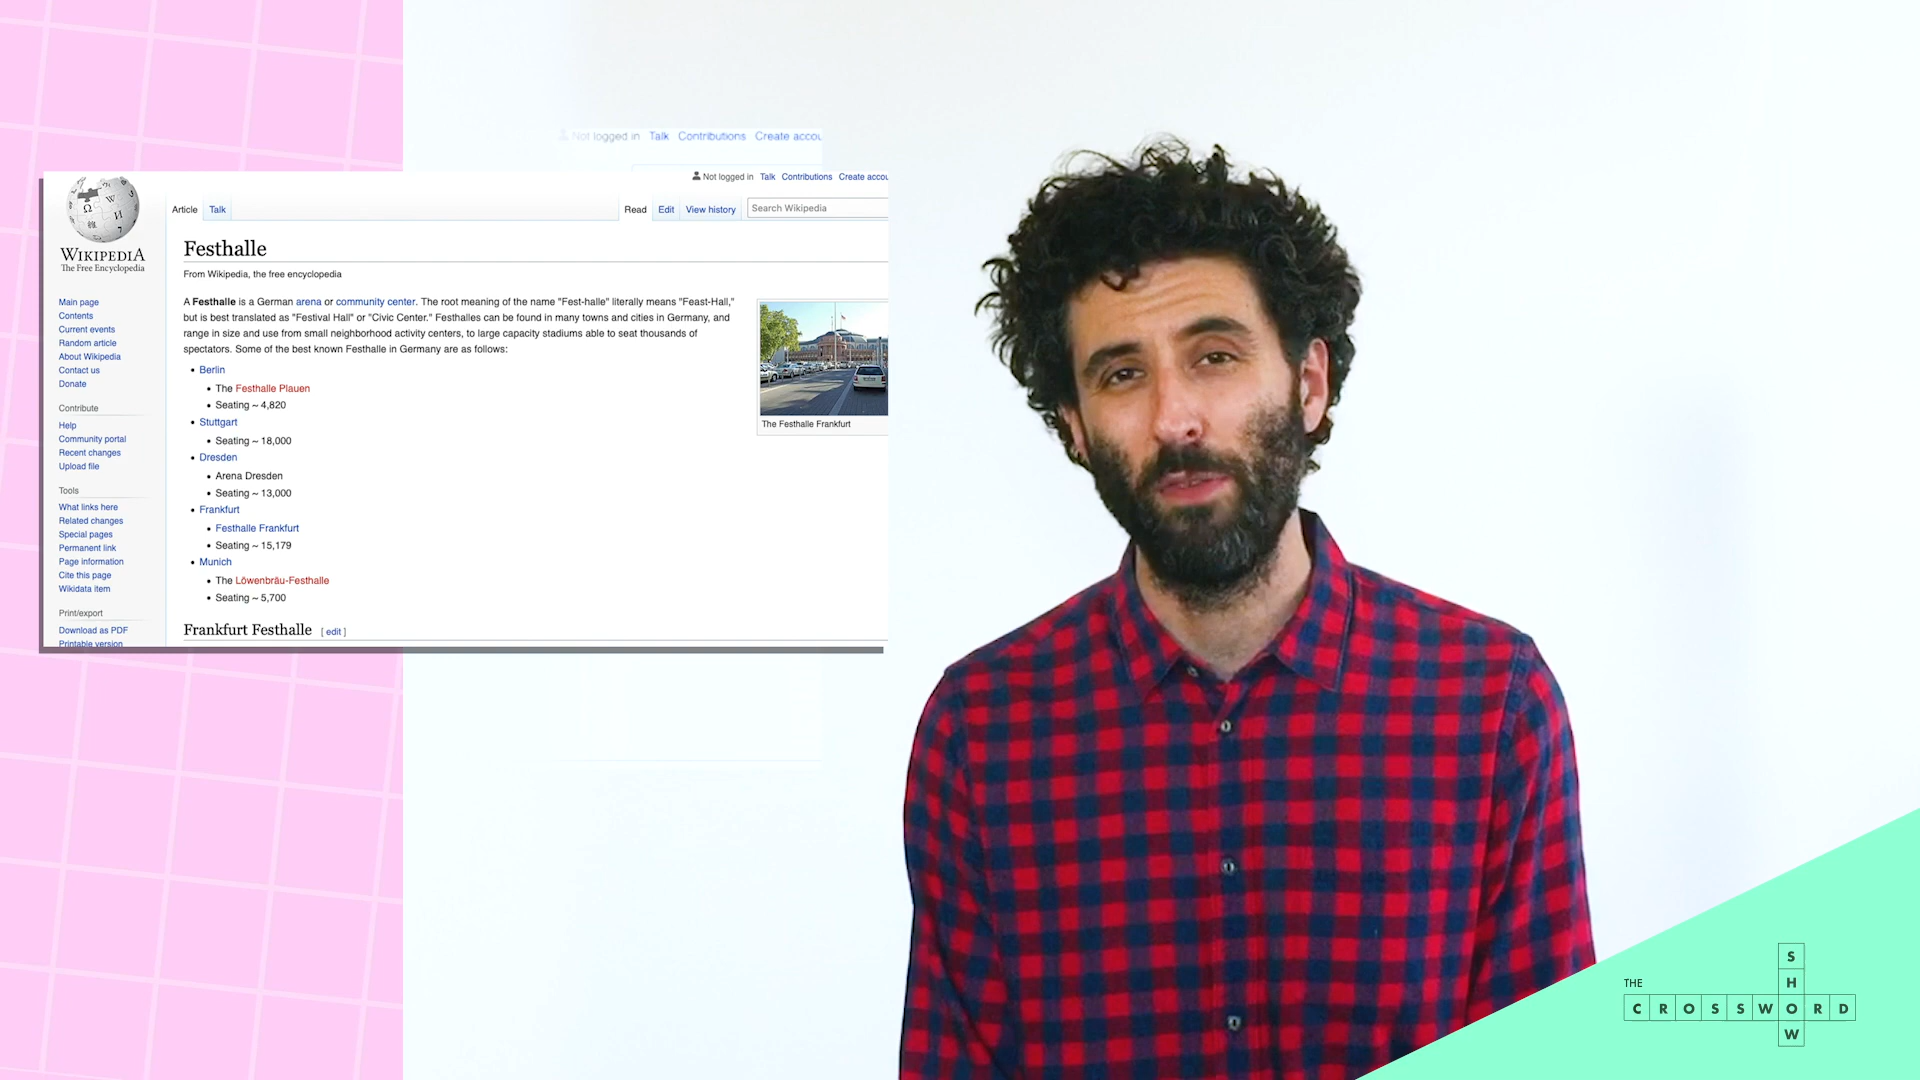 Not logged in Talk Contributions Create accou
Not logged in Talk Contributions Create accou
Article Talk Read Edit View history Search Wikipedia
WIKIPEDIA
The Free Encyclopedia
Main page
Contents
Current events
Random article
About Wikipedia
Contact us
Donate
Contribute
Help
Community portal
Recent changes
Upload file
Tools
What links here
Related changes
Special pages
Permanent link
Page information
Cite this page
Wikidata item
Print/export
Download as PDF
Printable version
Festhalle
From Wikipedia, the free encyclopedia
A Festhalle is a German arena or community center. The root meaning of the name "Fest-halle" literally means "Feast-Hall,"
but is best translated as "Festival Hall" or "Civic Center." Festhalles can be found in many towns and cities in Germany, and
range in size and use from small neighborhood activity centers, to large capacity stadiums able to seat thousands of
spectators. Some of the best known Festhalle in Germany are as follows:
• Berlin
• The Festhalle Plauen
• Seating ~ 4,820
• Stuttgart
• Seating ~ 18,000
• Dresden
• Arena Dresden
• Seating ~ 13,000
• Frankfurt
• Festhalle Frankfurt
• Seating ~ 15,179
• Munich
• The Löwenbräu-Festhalle
• Seating ~ 5,700
The Festhalle Frankfurt
Frankfurt Festhalle [ edit ]
THE
CROSSWORD
SHOW